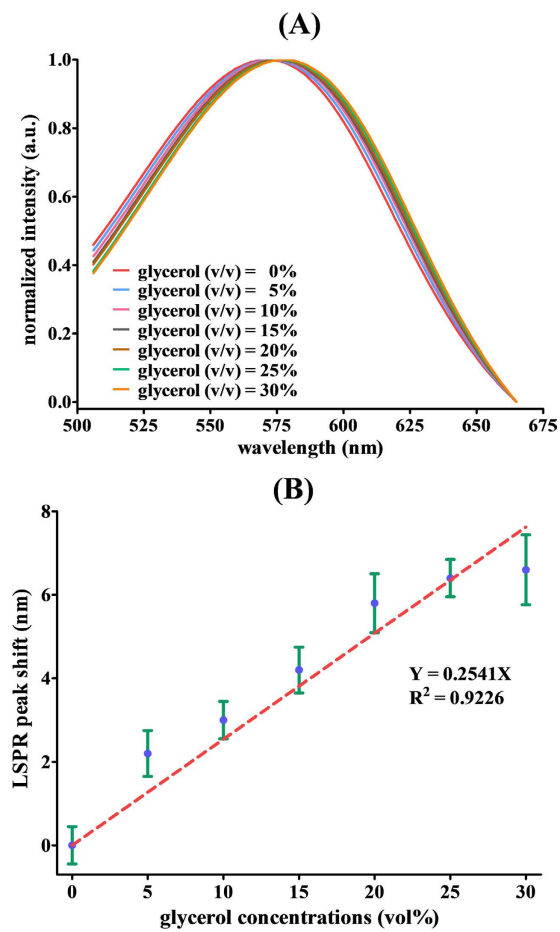 (A)
normalized intensity (a.u.)
1.0
0.8
0.6
0.4
0.2
0.0
glycerol (v/v) = 0%
glycerol (v/v) = 5%
glycerol (v/v) = 10%
glycerol (v/v) = 15%
glycerol (v/v) = 20%
glycerol (v/v) = 25%
glycerol (v/v) = 30%
500 525 550 575 600 625 650 675
wavelength (nm)
(B)
LSPR peak shift (nm)
8
6
4
2
0
Y = 0.2541X
R² = 0.9226
0 5 10 15 20 25 30
glycerol concentrations (vol%)